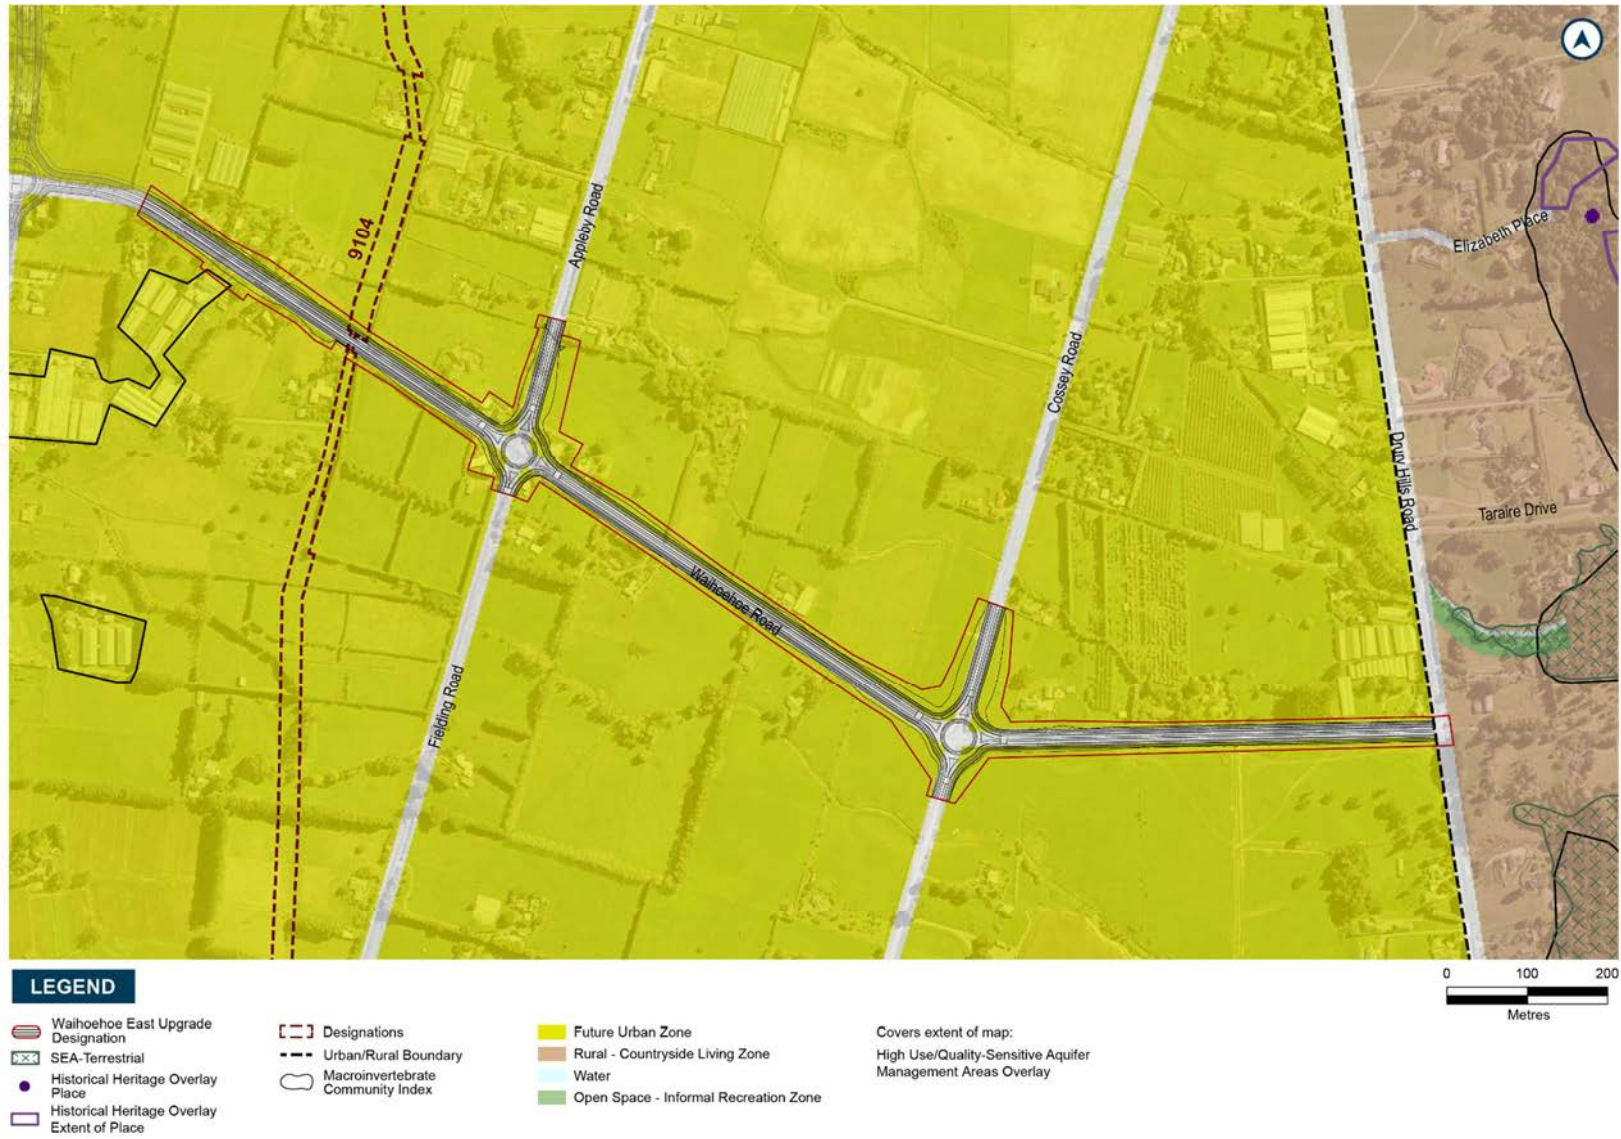 9104
Appleby Road
Elizabeth Place
Cossey Road
Drury Hills Road
Taraire Drive
Waihoehoe Road
Fielding Road
LEGEND
Waihoehoe East Upgrade
Designation
SEA-Terrestrial
Historical Heritage Overlay
Place
Historical Heritage Overlay
Extent of Place
Designations
Urban/Rural Boundary
Macroinvertebrate
Community Index
Future Urban Zone
Rural - Countryside Living Zone
Water
Open Space - Informal Recreation Zone
Covers extent of map:
High Use/Quality-Sensitive Aquifer
Management Areas Overlay
0 100 200
Metres